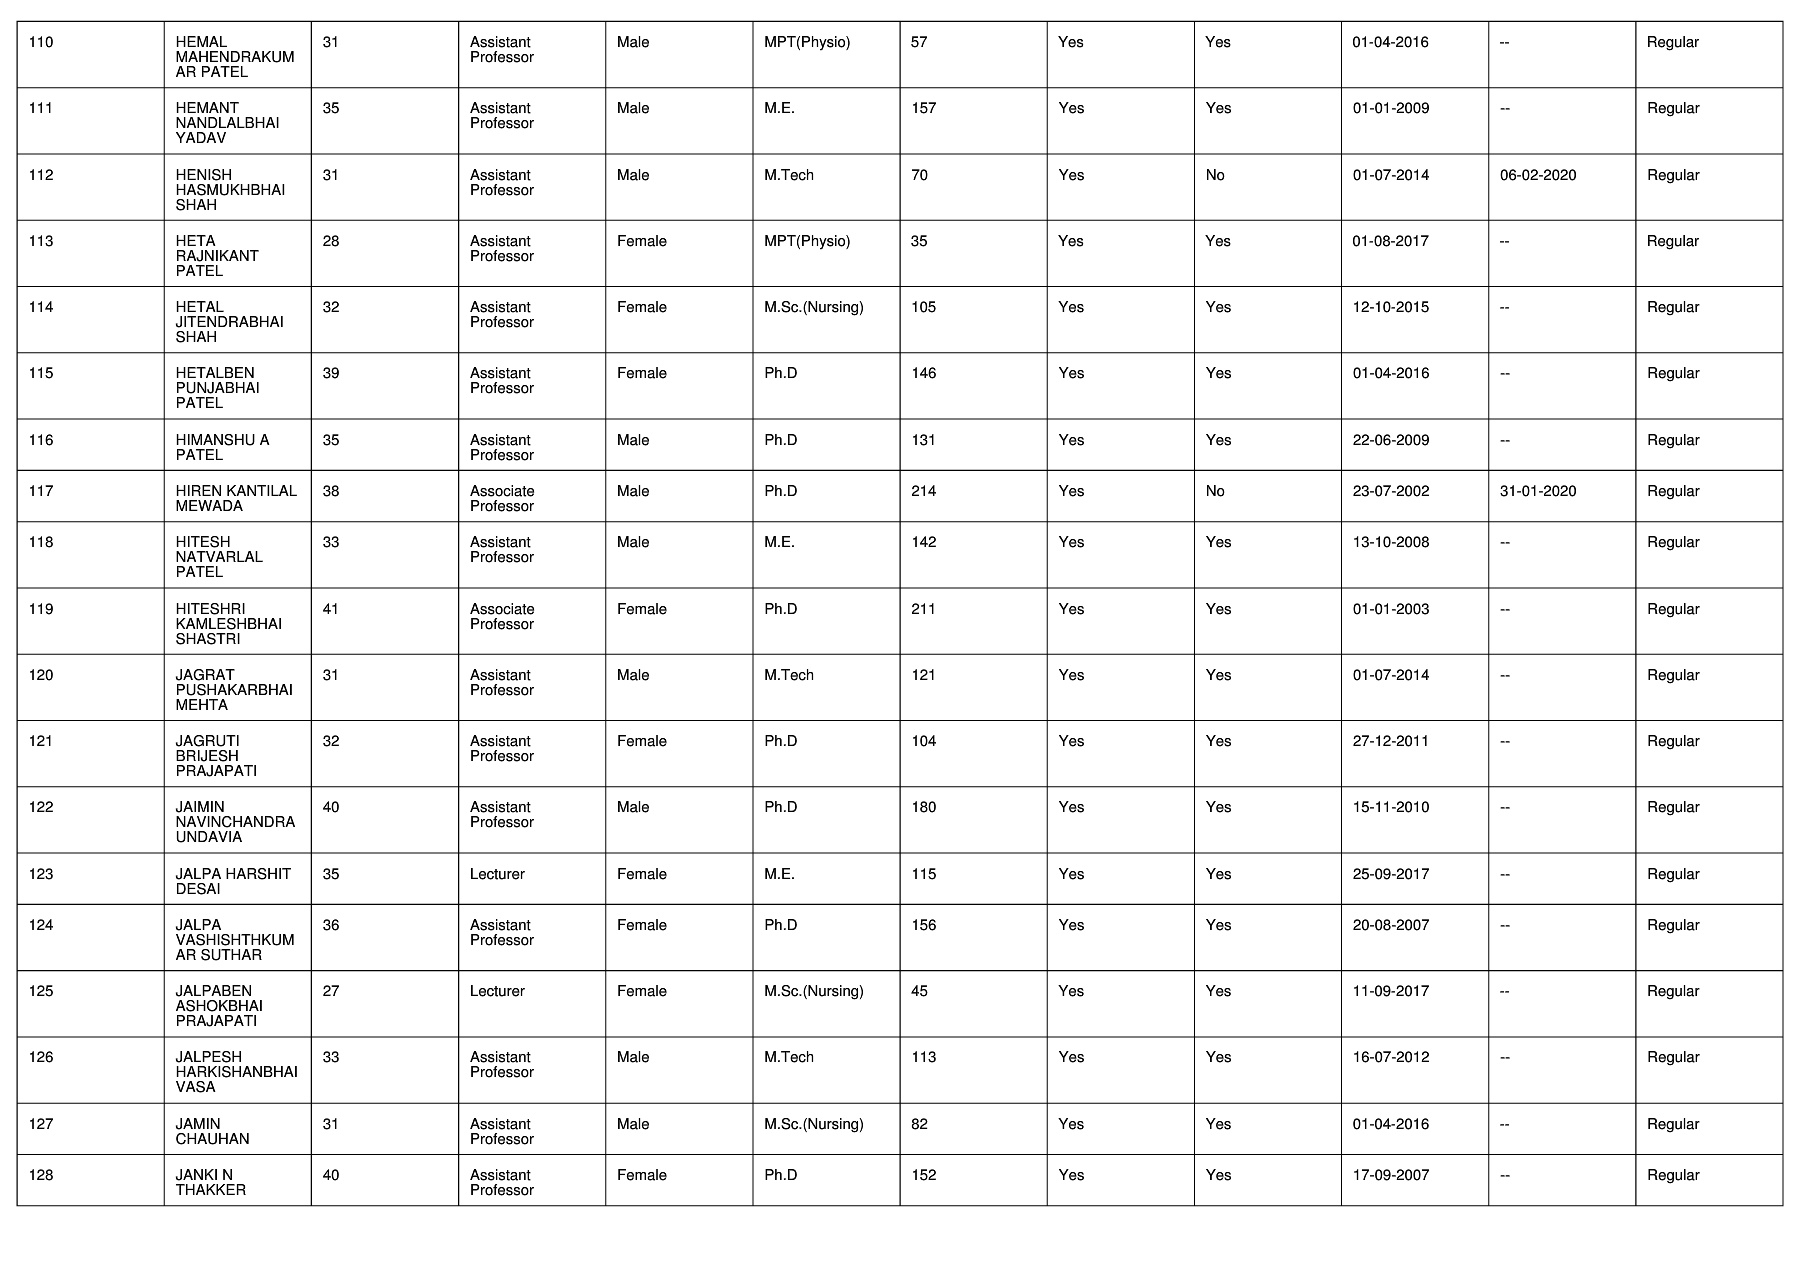 110 HEMAL 31 Assistant Male MPT(Physio) 57 Yes Yes 01-04-2016 -- Regular
MAHENDRAKUM Professor
AR PATEL
111 HEMANT 35 Assistant Male M.E. 157 Yes Yes 01-01-2009 -- Regular
NANDLALBHAI Professor
YADAV
112 HENISH 31 Assistant Male M.Tech 70 Yes No 01-07-2014 06-02-2020 Regular
HASMUKHBHAI Professor
SHAH
113 HETA 28 Assistant Female MPT(Physio) 35 Yes Yes 01-08-2017 -- Regular
RAJNIKANT Professor
PATEL
114 HETAL 32 Assistant Female M.Sc.(Nursing) 105 Yes Yes 12-10-2015 -- Regular
JITENDRABHAI Professor
SHAH
115 HETALBEN 39 Assistant Female Ph.D 146 Yes Yes 01-04-2016 -- Regular
PUNJABHAI Professor
PATEL
116 HIMANSHU A 35 Assistant Male Ph.D 131 Yes Yes 22-06-2009 -- Regular
PATEL Professor
117 HIREN KANTILAL 38 Associate Male Ph.D 214 Yes No 23-07-2002 31-01-2020 Regular
MEWADA Professor
118 HITESH 33 Assistant Male M.E. 142 Yes Yes 13-10-2008 -- Regular
NATVARLAL Professor
PATEL
119 HITESHRI 41 Associate Female Ph.D 211 Yes Yes 01-01-2003 -- Regular
KAMLESHBHAI Professor
SHASTRI
120 JAGRAT 31 Assistant Male M.Tech 121 Yes Yes 01-07-2014 -- Regular
PUSHAKARBHAI Professor
MEHTA
121 JAGRUTI 32 Assistant Female Ph.D 104 Yes Yes 27-12-2011 -- Regular
BRIJESH Professor
PRAJAPATI
122 JAIMIN 40 Assistant Male Ph.D 180 Yes Yes 15-11-2010 -- Regular
NAVINCHANDRA Professor
UNDAVIA
123 JALPA HARSHIT 35 Lecturer Female M.E. 115 Yes Yes 25-09-2017 -- Regular
DESAI
124 JALPA 36 Assistant Female Ph.D 156 Yes Yes 20-08-2007 -- Regular
VASHISHTHKUM Professor
AR SUTHAR
125 JALPABEN 27 Lecturer Female M.Sc.(Nursing) 45 Yes Yes 11-09-2017 -- Regular
ASHOKBHAI
PRAJAPATI
126 JALPESH 33 Assistant Male M.Tech 113 Yes Yes 16-07-2012 -- Regular
HARKISHANBHAI Professor
VASA
127 JAMIN 31 Assistant Male M.Sc.(Nursing) 82 Yes Yes 01-04-2016 -- Regular
CHAUHAN Professor
128 JANKI N 40 Assistant Female Ph.D 152 Yes Yes 17-09-2007 -- Regular
THAKKER Professor